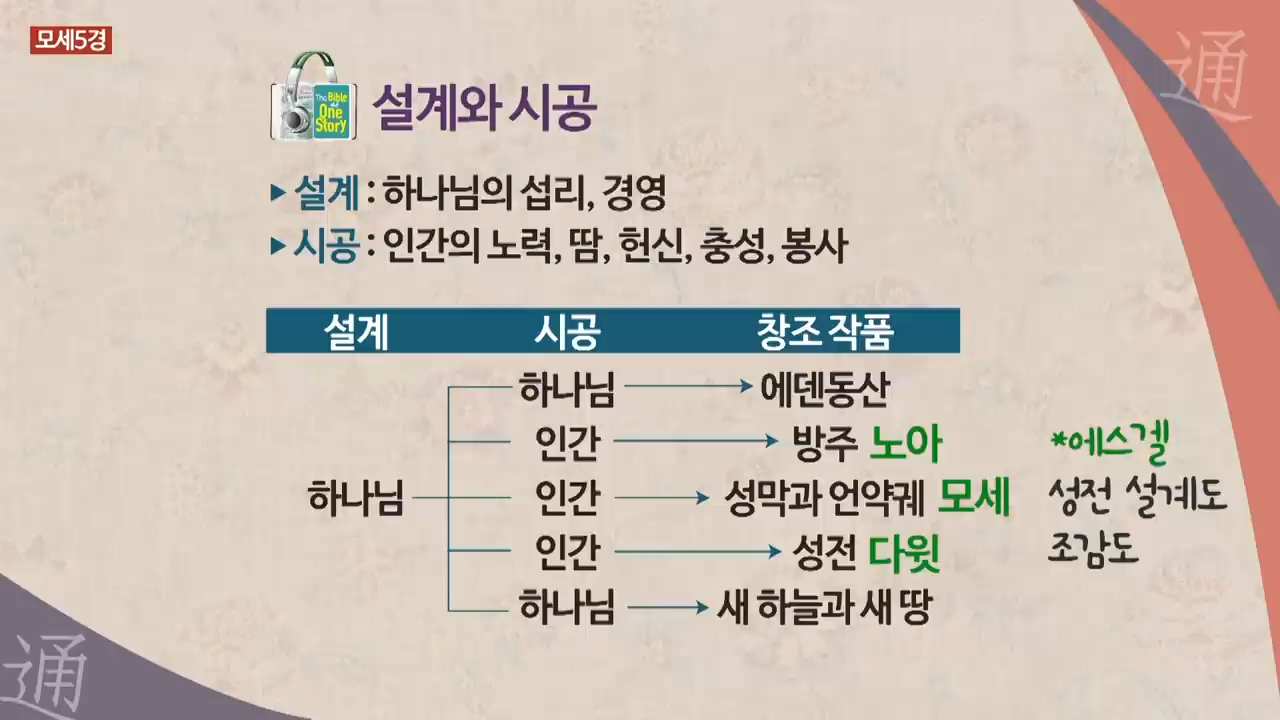 모세5경
通
The Bible
One
Story
설계와 시공
▶ 설계 : 하나님의 섭리, 경영
▶ 시공 : 인간의 노력, 땀, 헌신, 충성, 봉사
설계 시공 창조 작품
하나님 에덴동산
인간 방주 노아 *에스겔
하나님 인간 성막과 언약궤 모세 성전 설계도
인간 성전 다윗 조감도
하나님 새 하늘과 새 땅
通